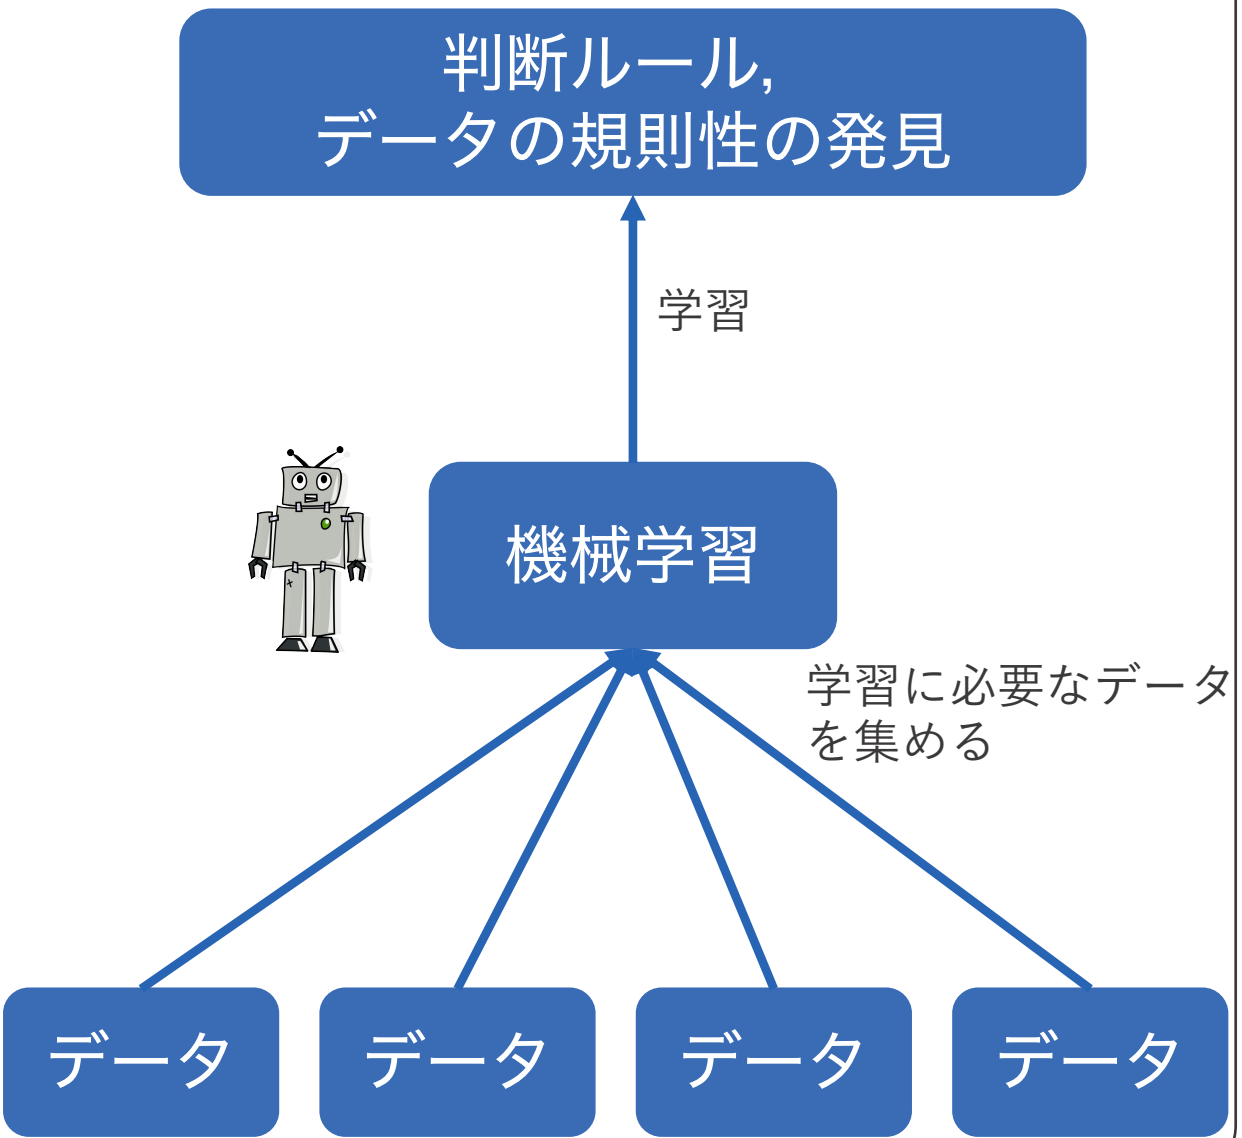 判断ルール,
データの規則性の発見
学習
機械学習
学習に必要なデータ
を集める
データ
データ
データ
データ